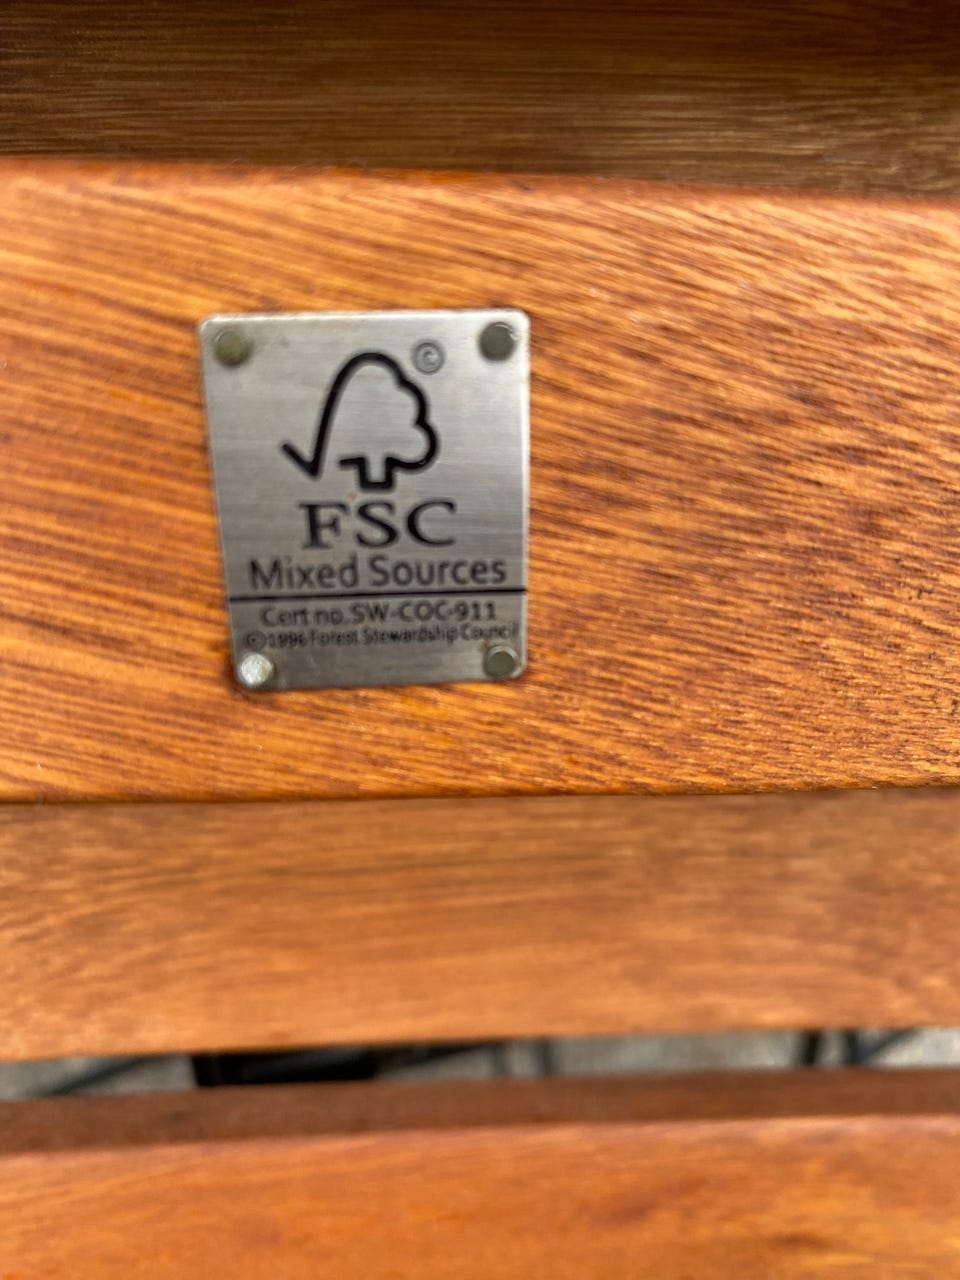 ©
FSC
Mixed Sources
Cert no. SW-COC-911
©1996 Forest Stewardship Council